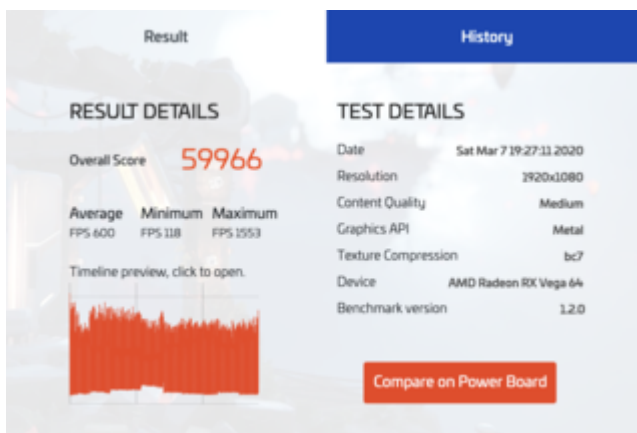 Result
History
RESULT DETAILS
Overall Score 59966
Average Minimum Maximum
FPS 600 FPS 118 FPS 1553
Timeline preview, click to open.
TEST DETAILS
Date Sat Mar 7 19:27:11 2020
Resolution 1920x1080
Content Quality Medium
Graphics API Metal
Texture Compression bc7
Device AMD Radeon RX Vega 64
Benchmark version 1.2.0
Compare on Power Board